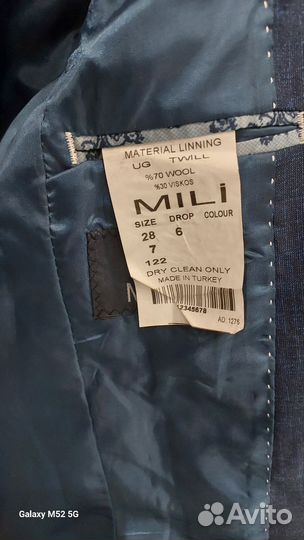 MATERIAL LINNING
UG TWILL
%70 WOOL
%30 VISKOS
MILI
SIZE DROP COLOUR
28 6
7
122
DRY CLEAN ONLY
MADE IN TURKEY
12345678
AD. 1276
Galaxy M52 5G
Avito